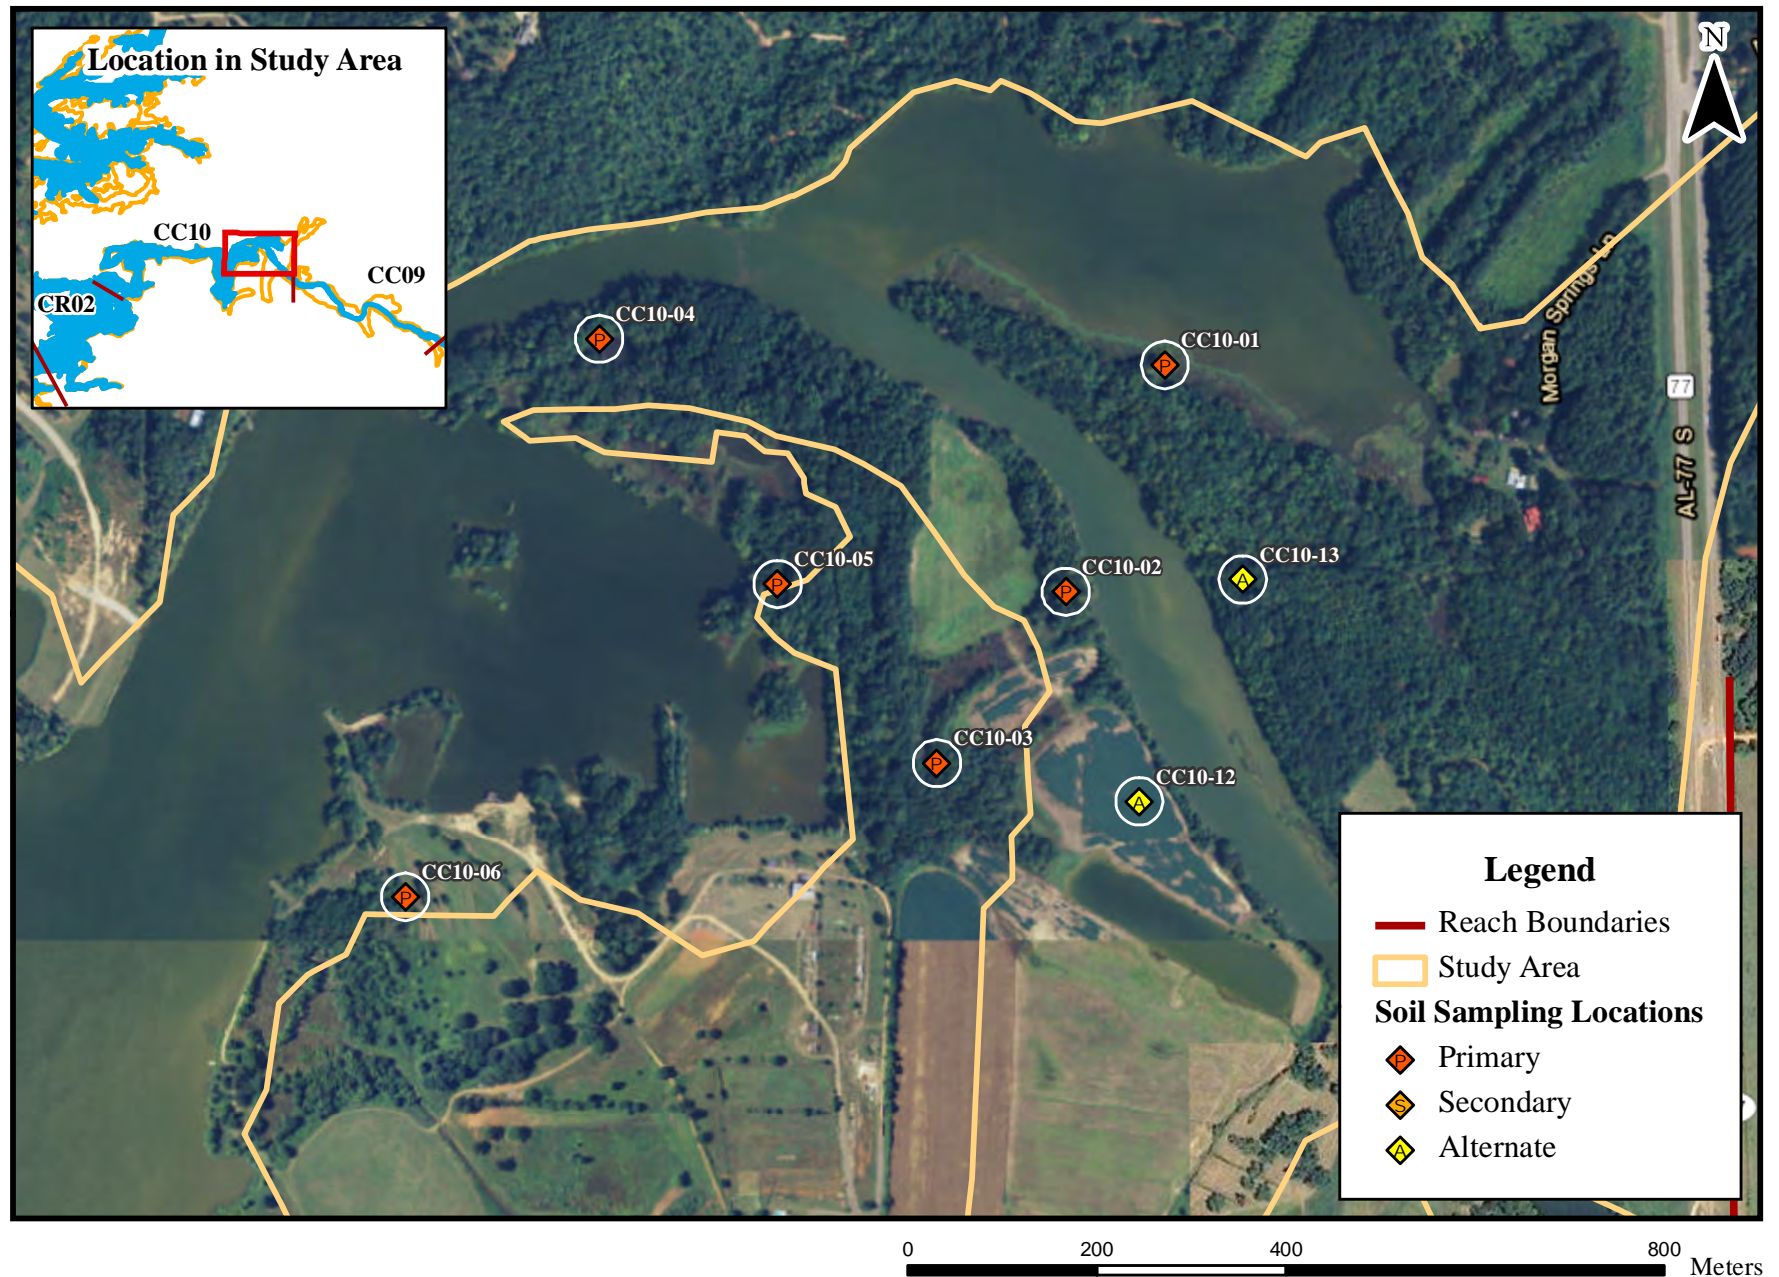 Location in Study Area
CC10
CC09
CR02
N
CC10-04
P
CC10-01
P
Morgan Springs Ln
77
AL-77 S
CC10-05
P
CC10-02
P
CC10-13
A
CC10-03
P
CC10-12
A
CC10-06
P
Legend
Reach Boundaries
Study Area
Soil Sampling Locations
P Primary
S Secondary
A Alternate
0 200 400 800
Meters